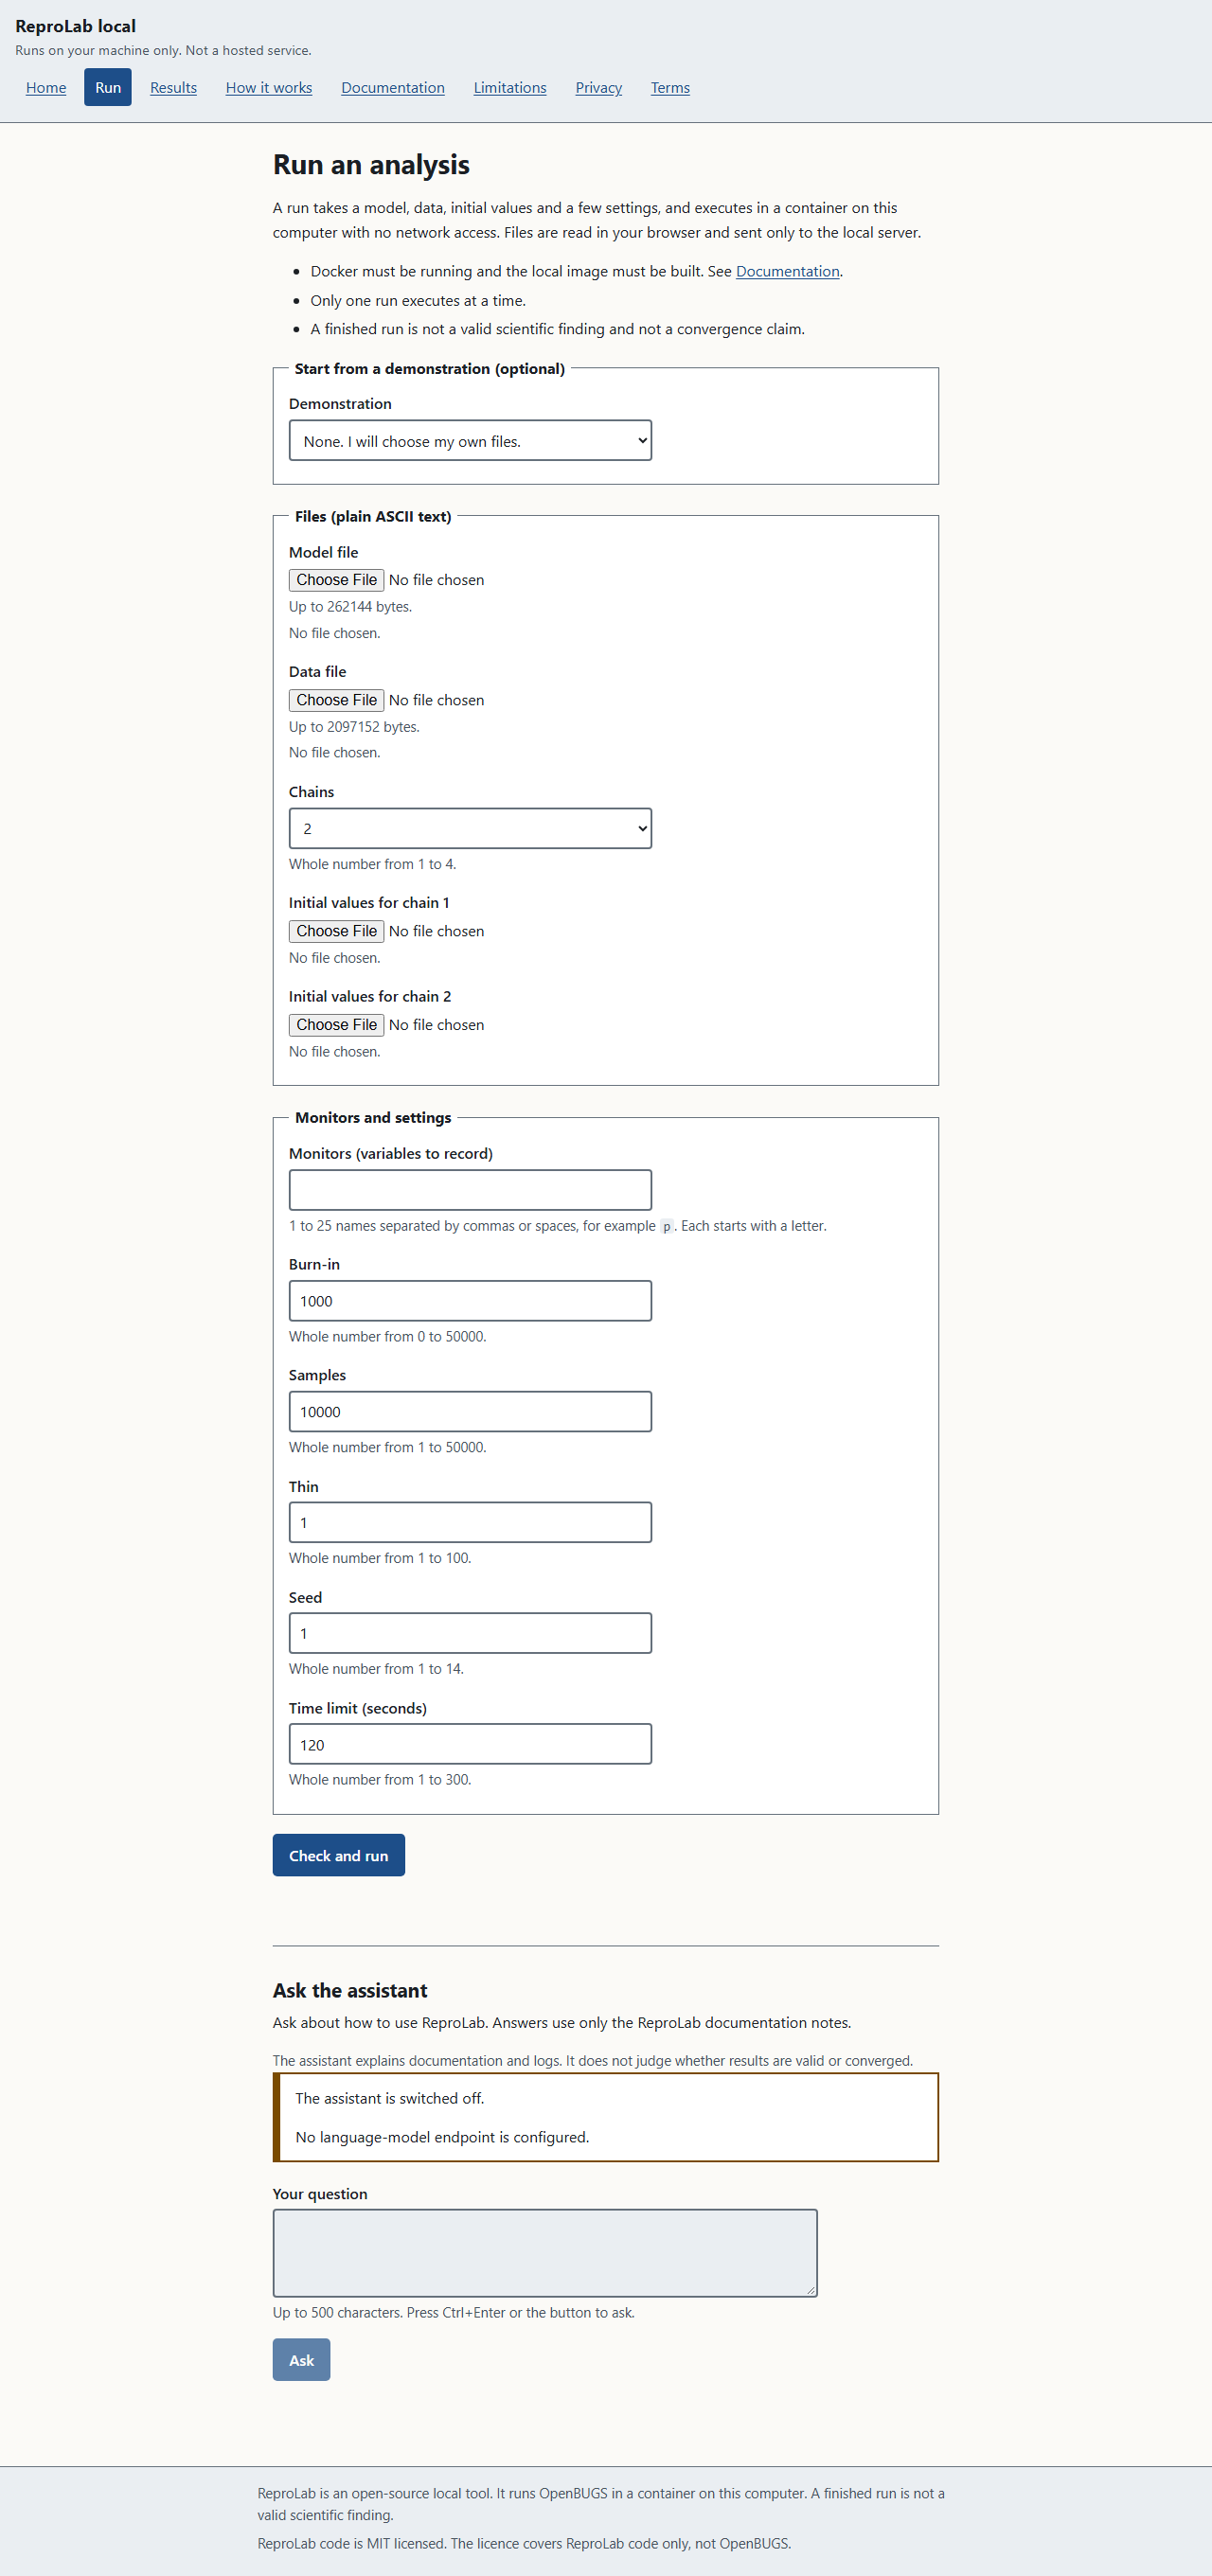 ReproLab local
Runs on your machine only. Not a hosted service.
Home Run Results How it works Documentation Limitations Privacy Terms
Run an analysis
A run takes a model, data, initial values and a few settings, and executes in a container on this
computer with no network access. Files are read in your browser and sent only to the local server.
• Docker must be running and the local image must be built. See Documentation.
• Only one run executes at a time.
• A finished run is not a valid scientific finding and not a convergence claim.
Start from a demonstration (optional)
Demonstration
None. I will choose my own files.
Files (plain ASCII text)
Model file
Choose File No file chosen
Up to 262144 bytes.
No file chosen.
Data file
Choose File No file chosen
Up to 2097152 bytes.
No file chosen.
Chains
2
Whole number from 1 to 4.
Initial values for chain 1
Choose File No file chosen
No file chosen.
Initial values for chain 2
Choose File No file chosen
No file chosen.
Monitors and settings
Monitors (variables to record)
1 to 25 names separated by commas or spaces, for example p. Each starts with a letter.
Burn-in
1000
Whole number from 0 to 50000.
Samples
10000
Whole number from 1 to 50000.
Thin
1
Whole number from 1 to 100.
Seed
1
Whole number from 1 to 14.
Time limit (seconds)
120
Whole number from 1 to 300.
Check and run
Ask the assistant
Ask about how to use ReproLab. Answers use only the ReproLab documentation notes.
The assistant explains documentation and logs. It does not judge whether results are valid or converged.
The assistant is switched off.
No language-model endpoint is configured.
Your question
Up to 500 characters. Press Ctrl+Enter or the button to ask.
Ask
ReproLab is an open-source local tool. It runs OpenBUGS in a container on this computer. A finished run is not a
valid scientific finding.
ReproLab code is MIT licensed. The licence covers ReproLab code only, not OpenBUGS.